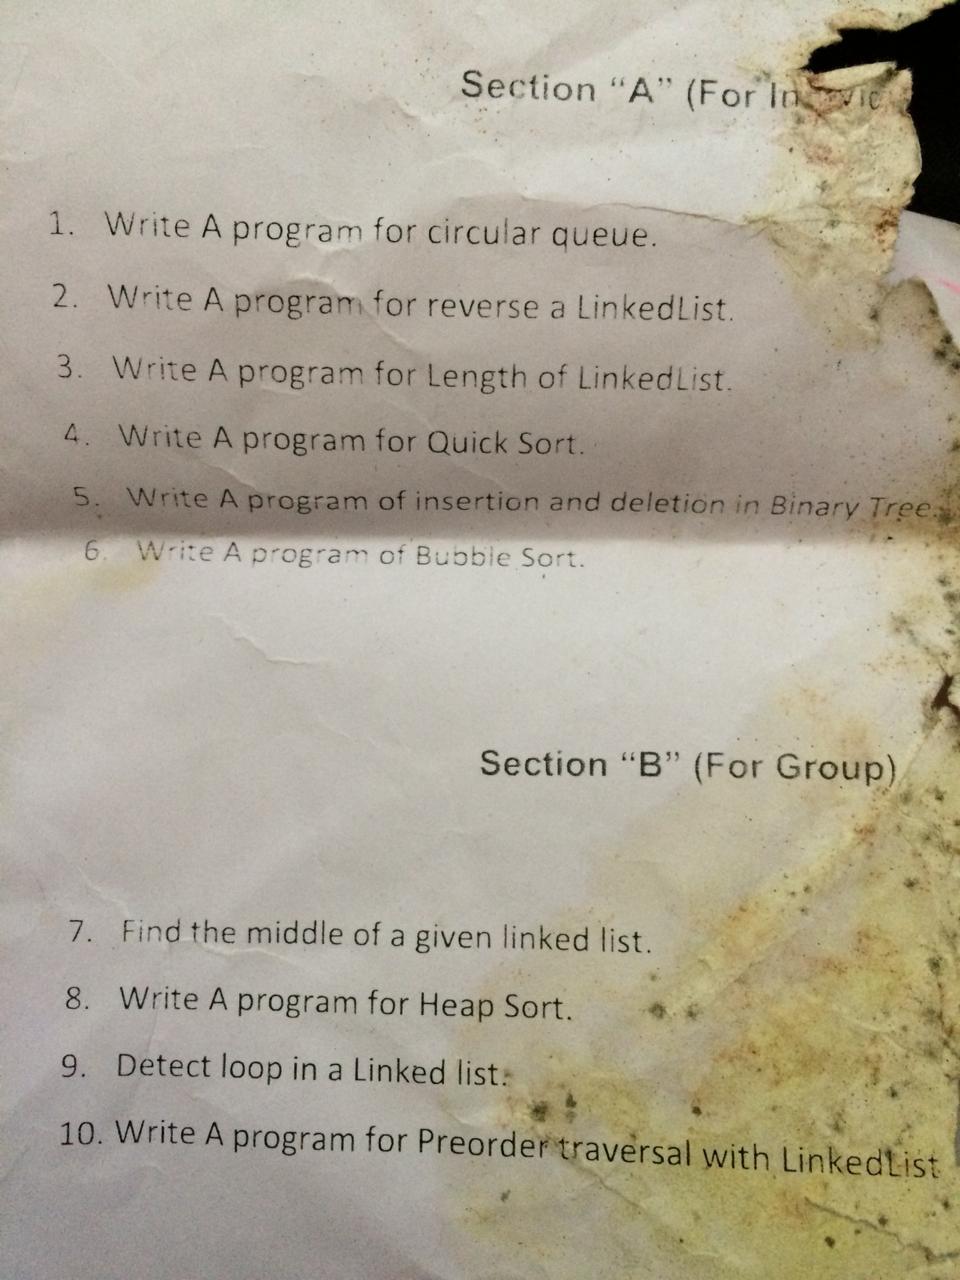 Section “A” (For
1. Write A program for circular queue.
2. Write A program for reverse a LinkedList.
3. Write A program for Length of LinkedList.
4. Write A program for Quick Sort.
5. Write A program of insertion and deletion in Binary Tree.
6. Write A program of Bubble Sort.
Section “B” (For Group)
7. Find the middle of a given linked list.
8. Write A program for Heap Sort.
9. Detect loop in a Linked list.
10. Write A program for Preorder traversal with LinkedList